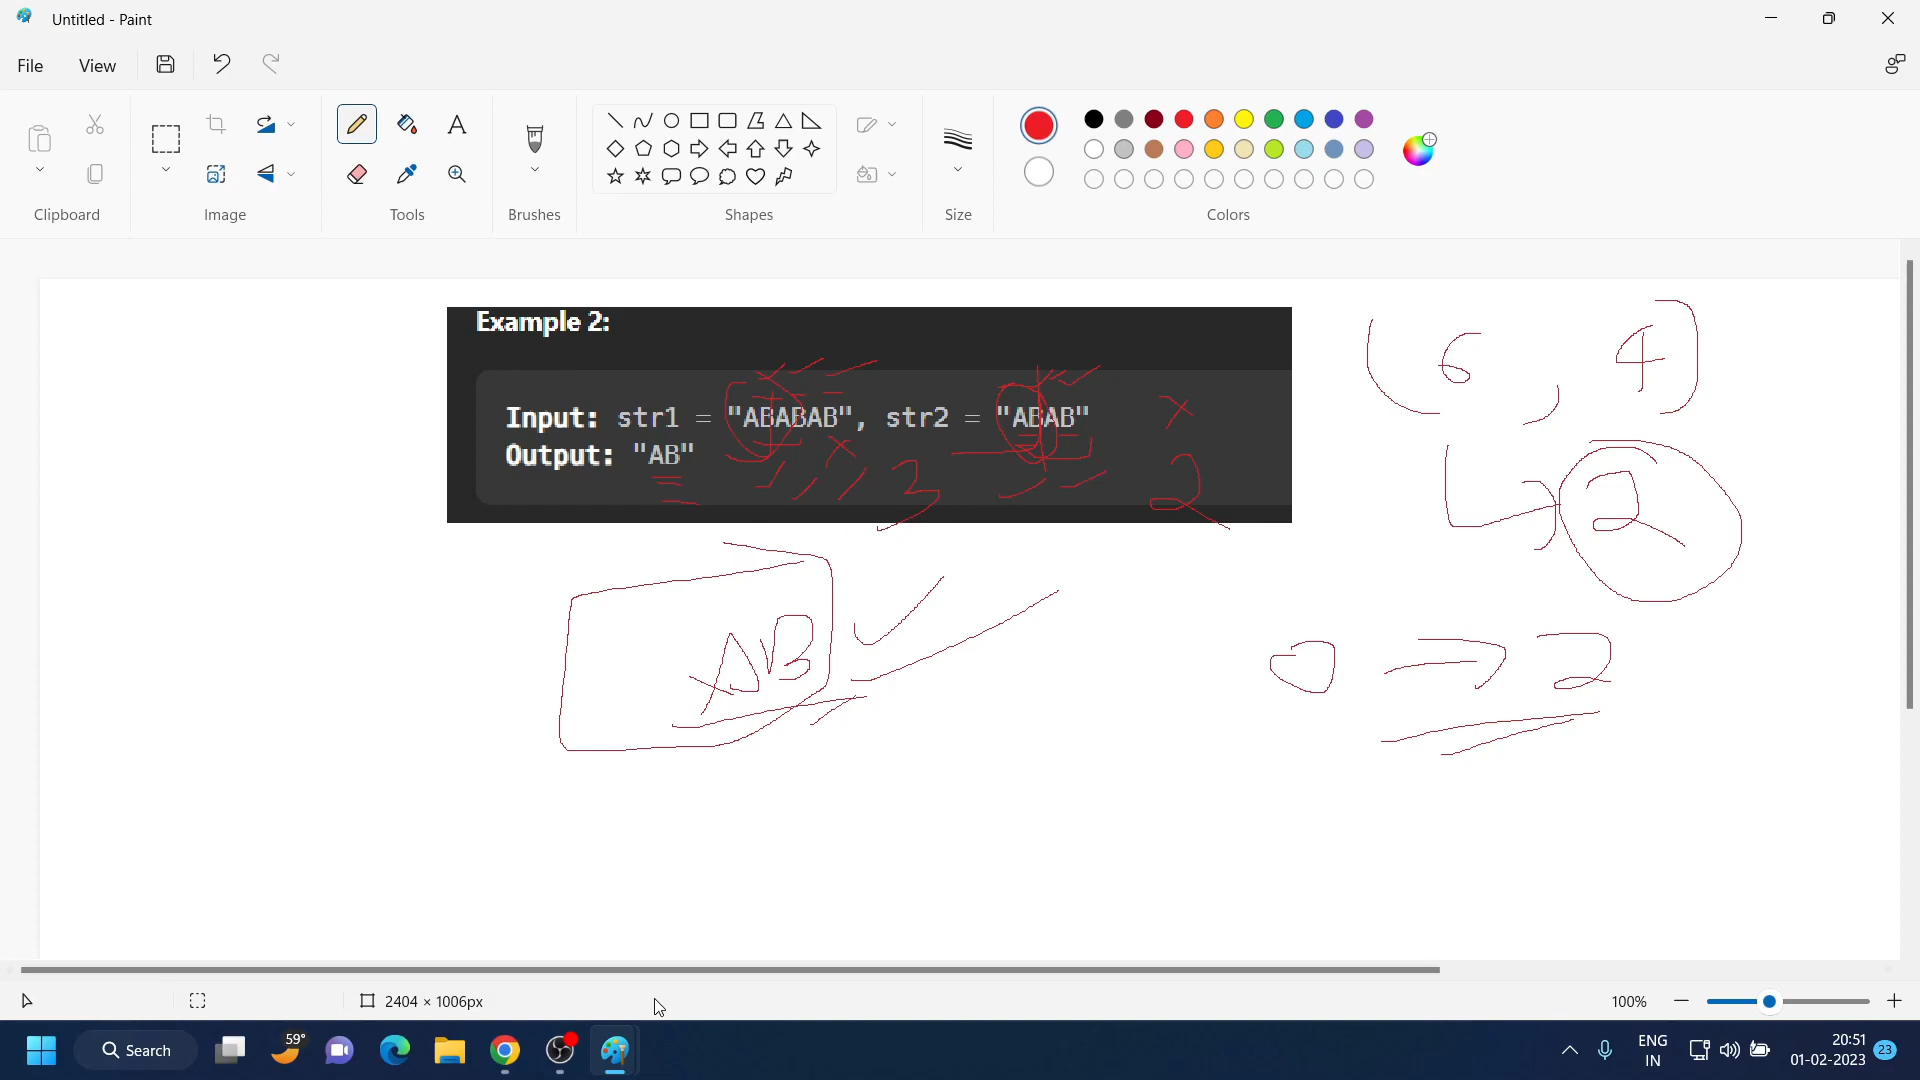 Untitled - Paint
File View
Clipboard
Image
Tools
Brushes
Shapes
Size
Colors
Example 2:
Input: str1 = "ABABAB", str2 = "ABAB"
Output: "AB"
3
2
(6, 4)
2
AB
0 → 2
2404 × 1006px
100%
Search
59°
ENG
IN
20:51
01-02-2023
23